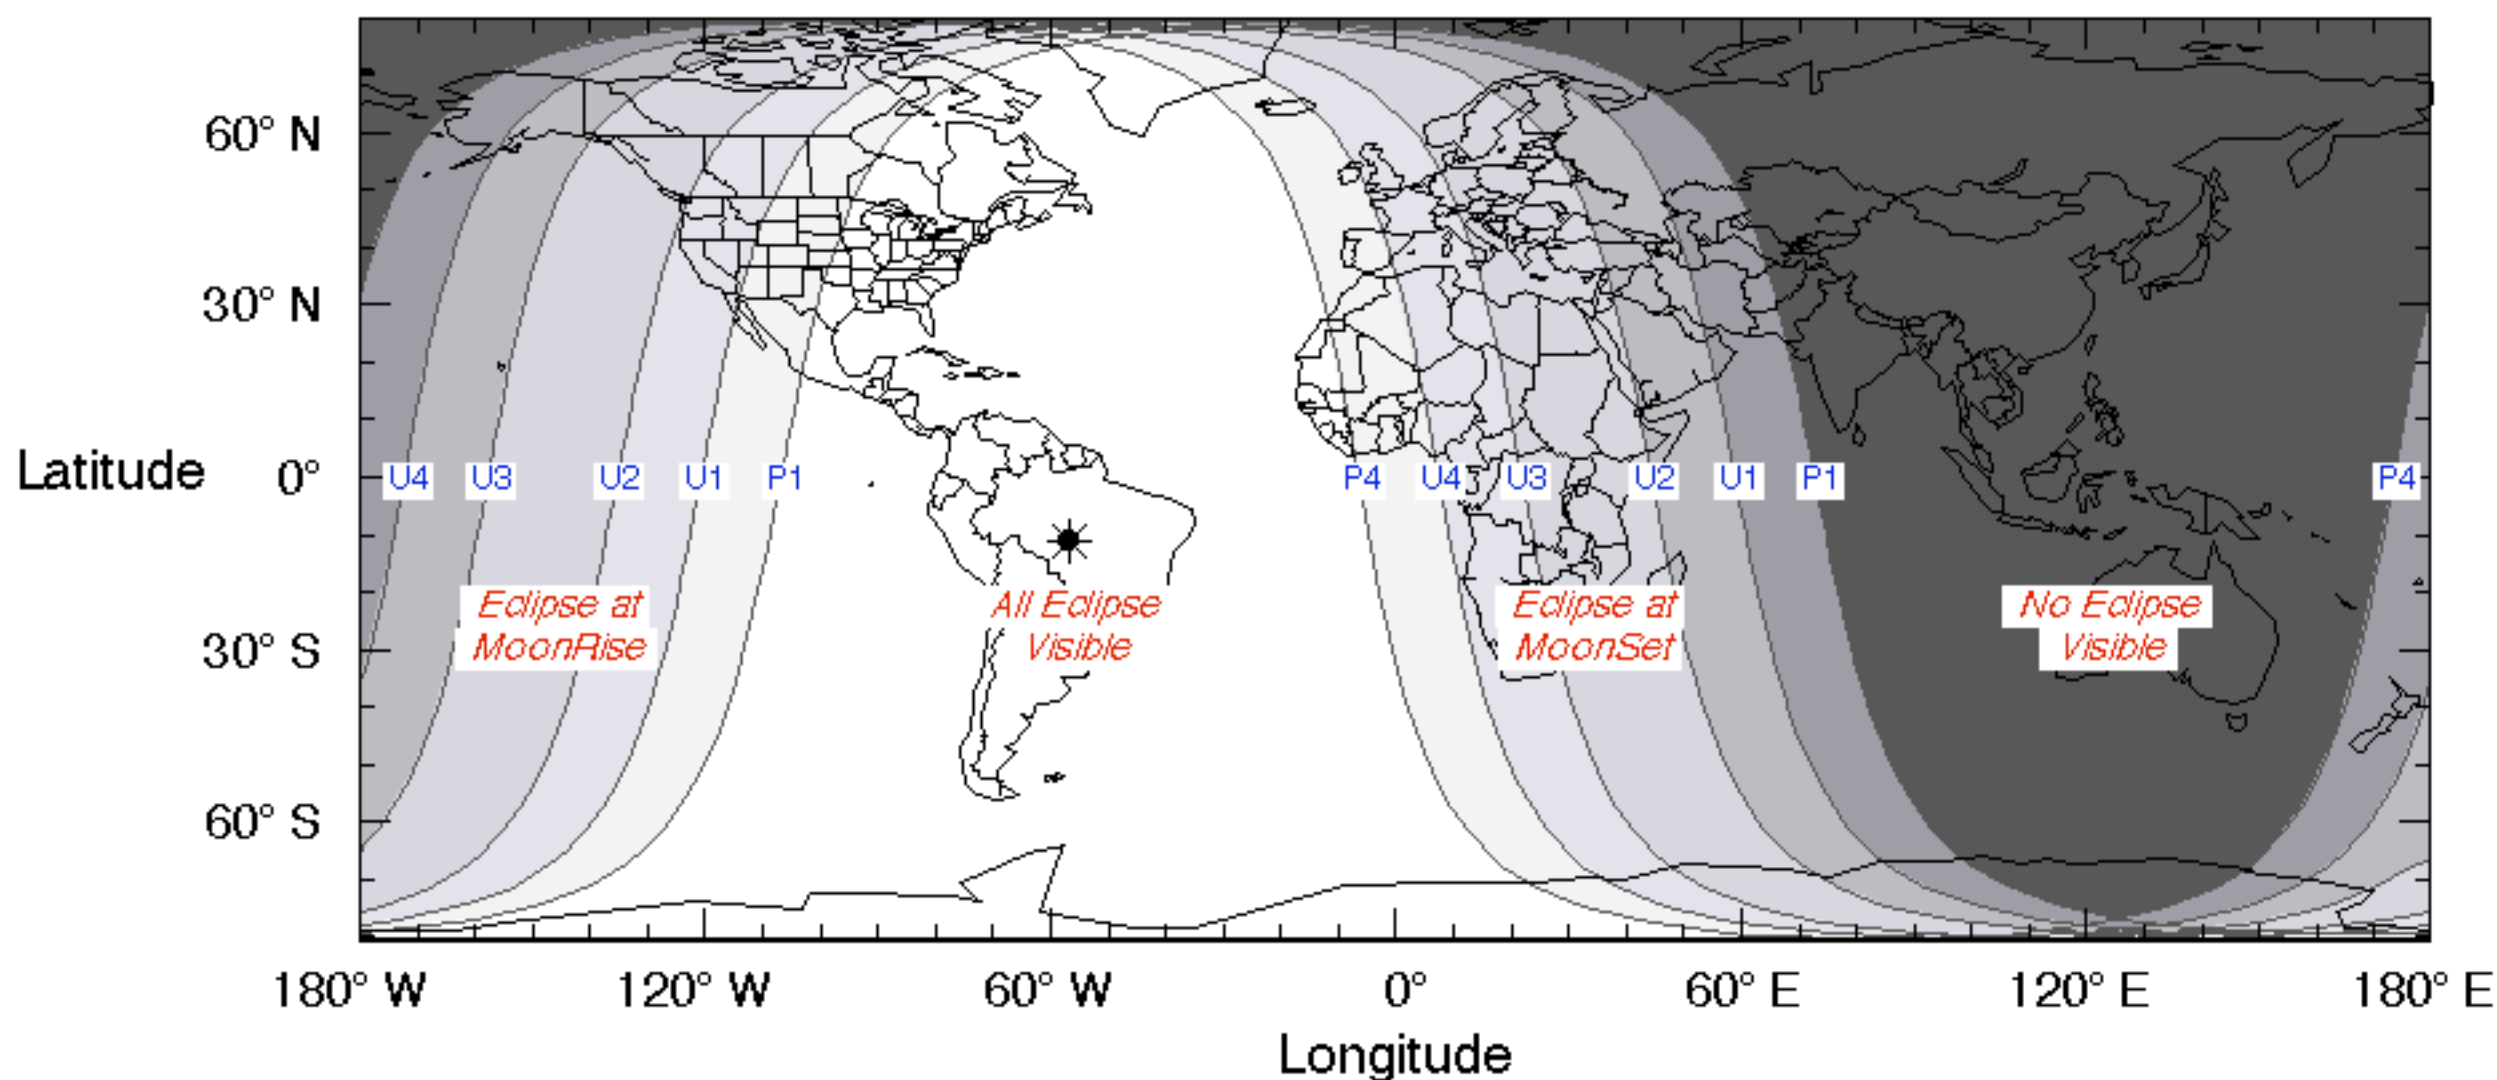 60° N
30° N
Latitude 0°
U4 U3 U2 U1 P1 P4 U4 U3 U2 U1 P1 P4
Eclipse at
MoonRise
All Eclipse
Visible
Eclipse at
MoonSet
No Eclipse
Visible
30° S
60° S
180° W 120° W 60° W 0° 60° E 120° E 180° E
Longitude